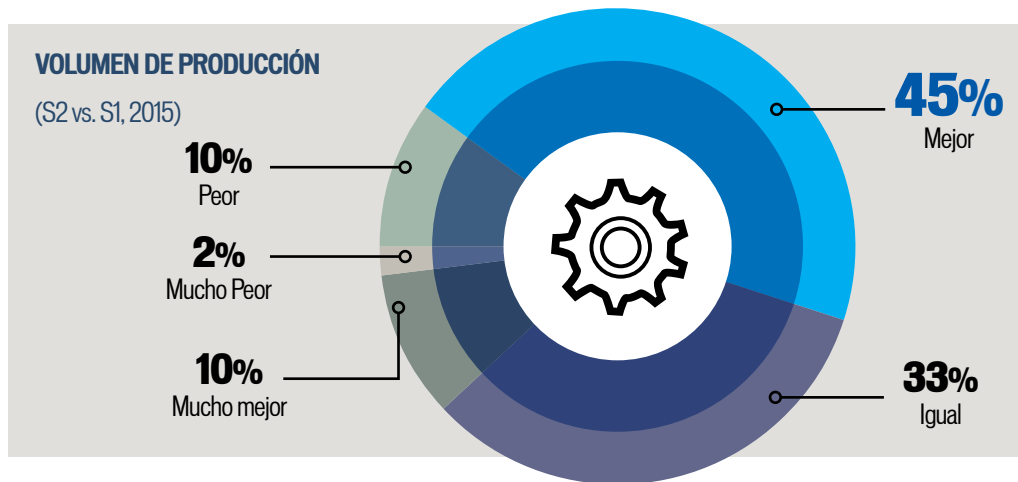 VOLUMEN DE PRODUCCIÓN
(S2 vs. S1, 2015)
45%
Mejor
10%
Peor
2%
Mucho Peor
10%
Mucho mejor
33%
Igual